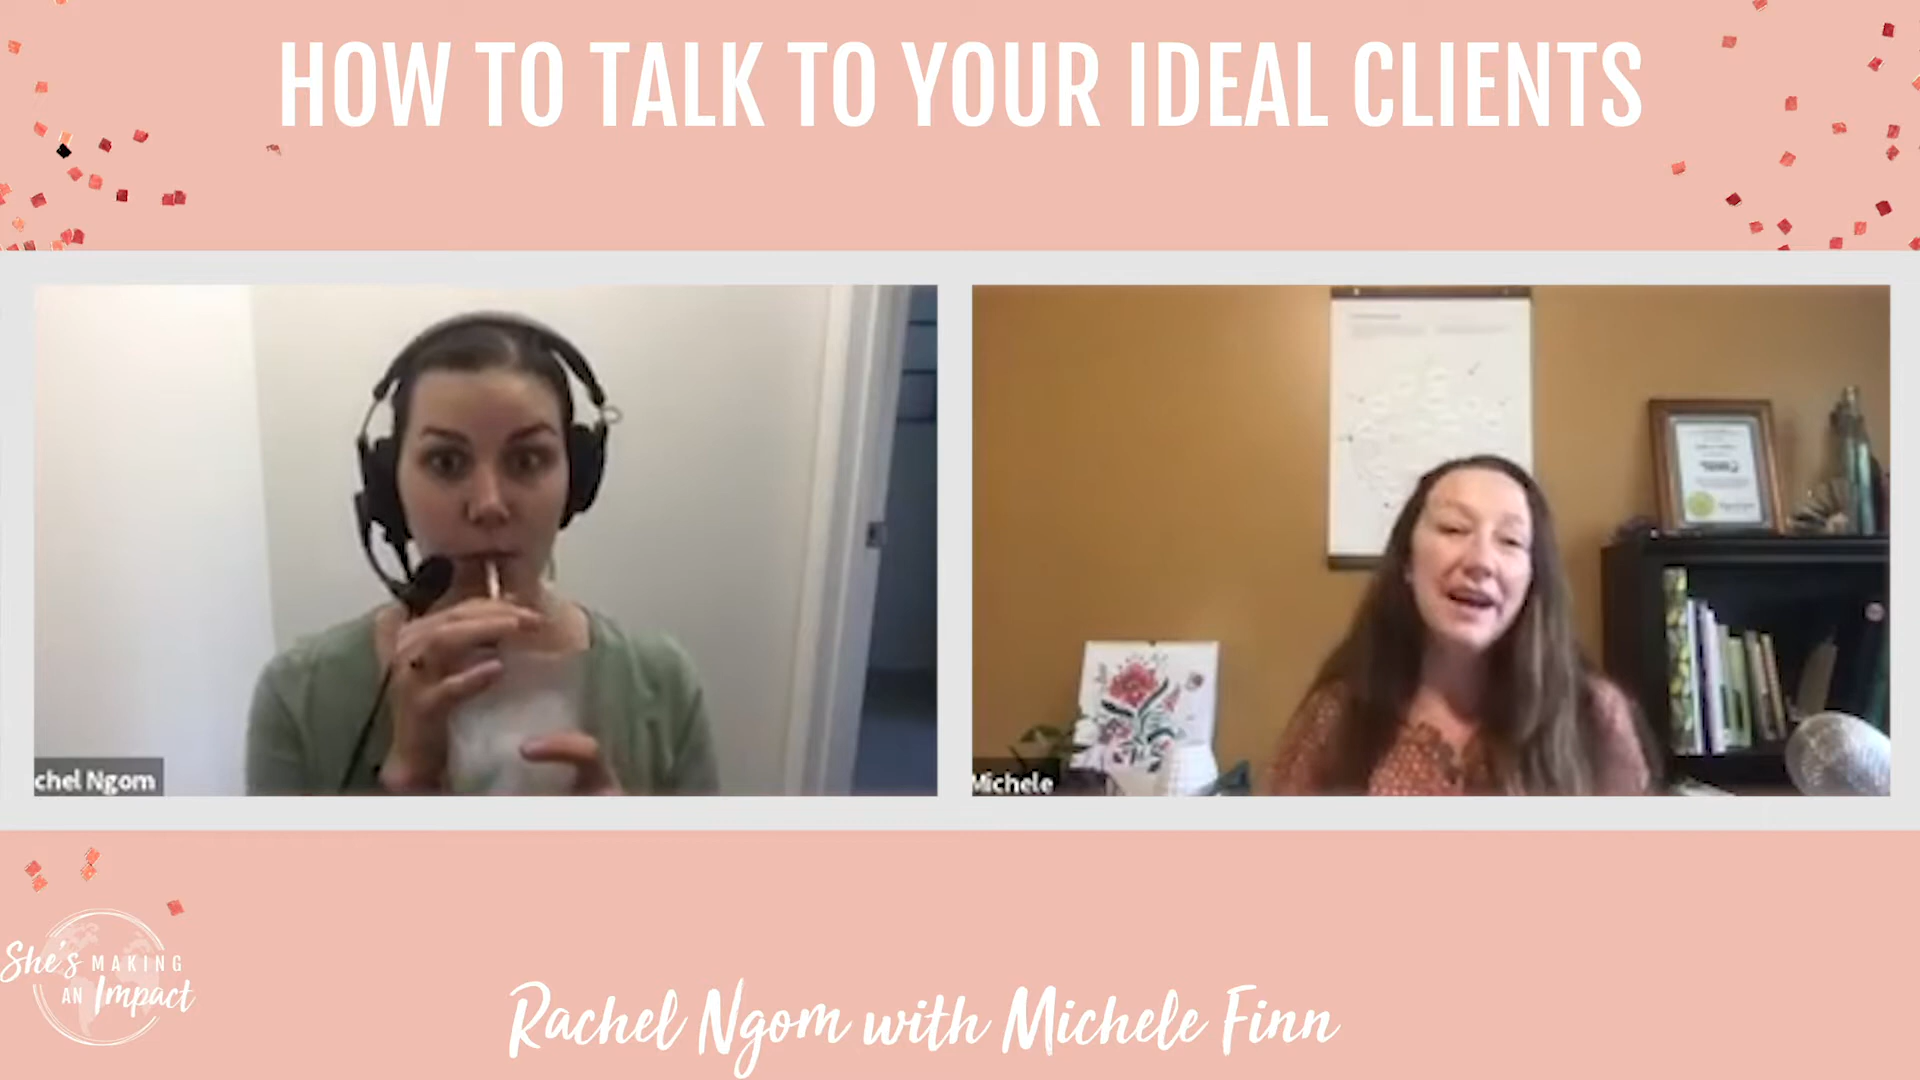 HOW TO TALK TO YOUR IDEAL CLIENTS
chel Ngom
Michele
She's MAKING
AN Impact
Rachel Ngom with Michele Finn